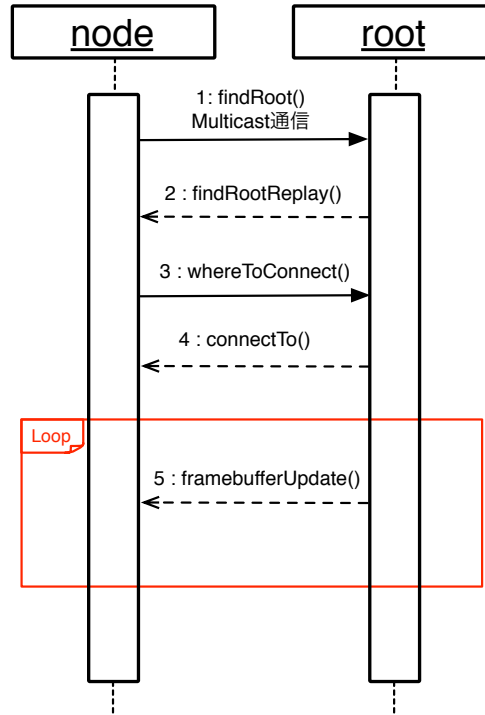 node
root
1: findRoot()
Multicast通信
2 : findRootReplay()
3 : whereToConnect()
4 : connectTo()
Loop
5 : framebufferUpdate()